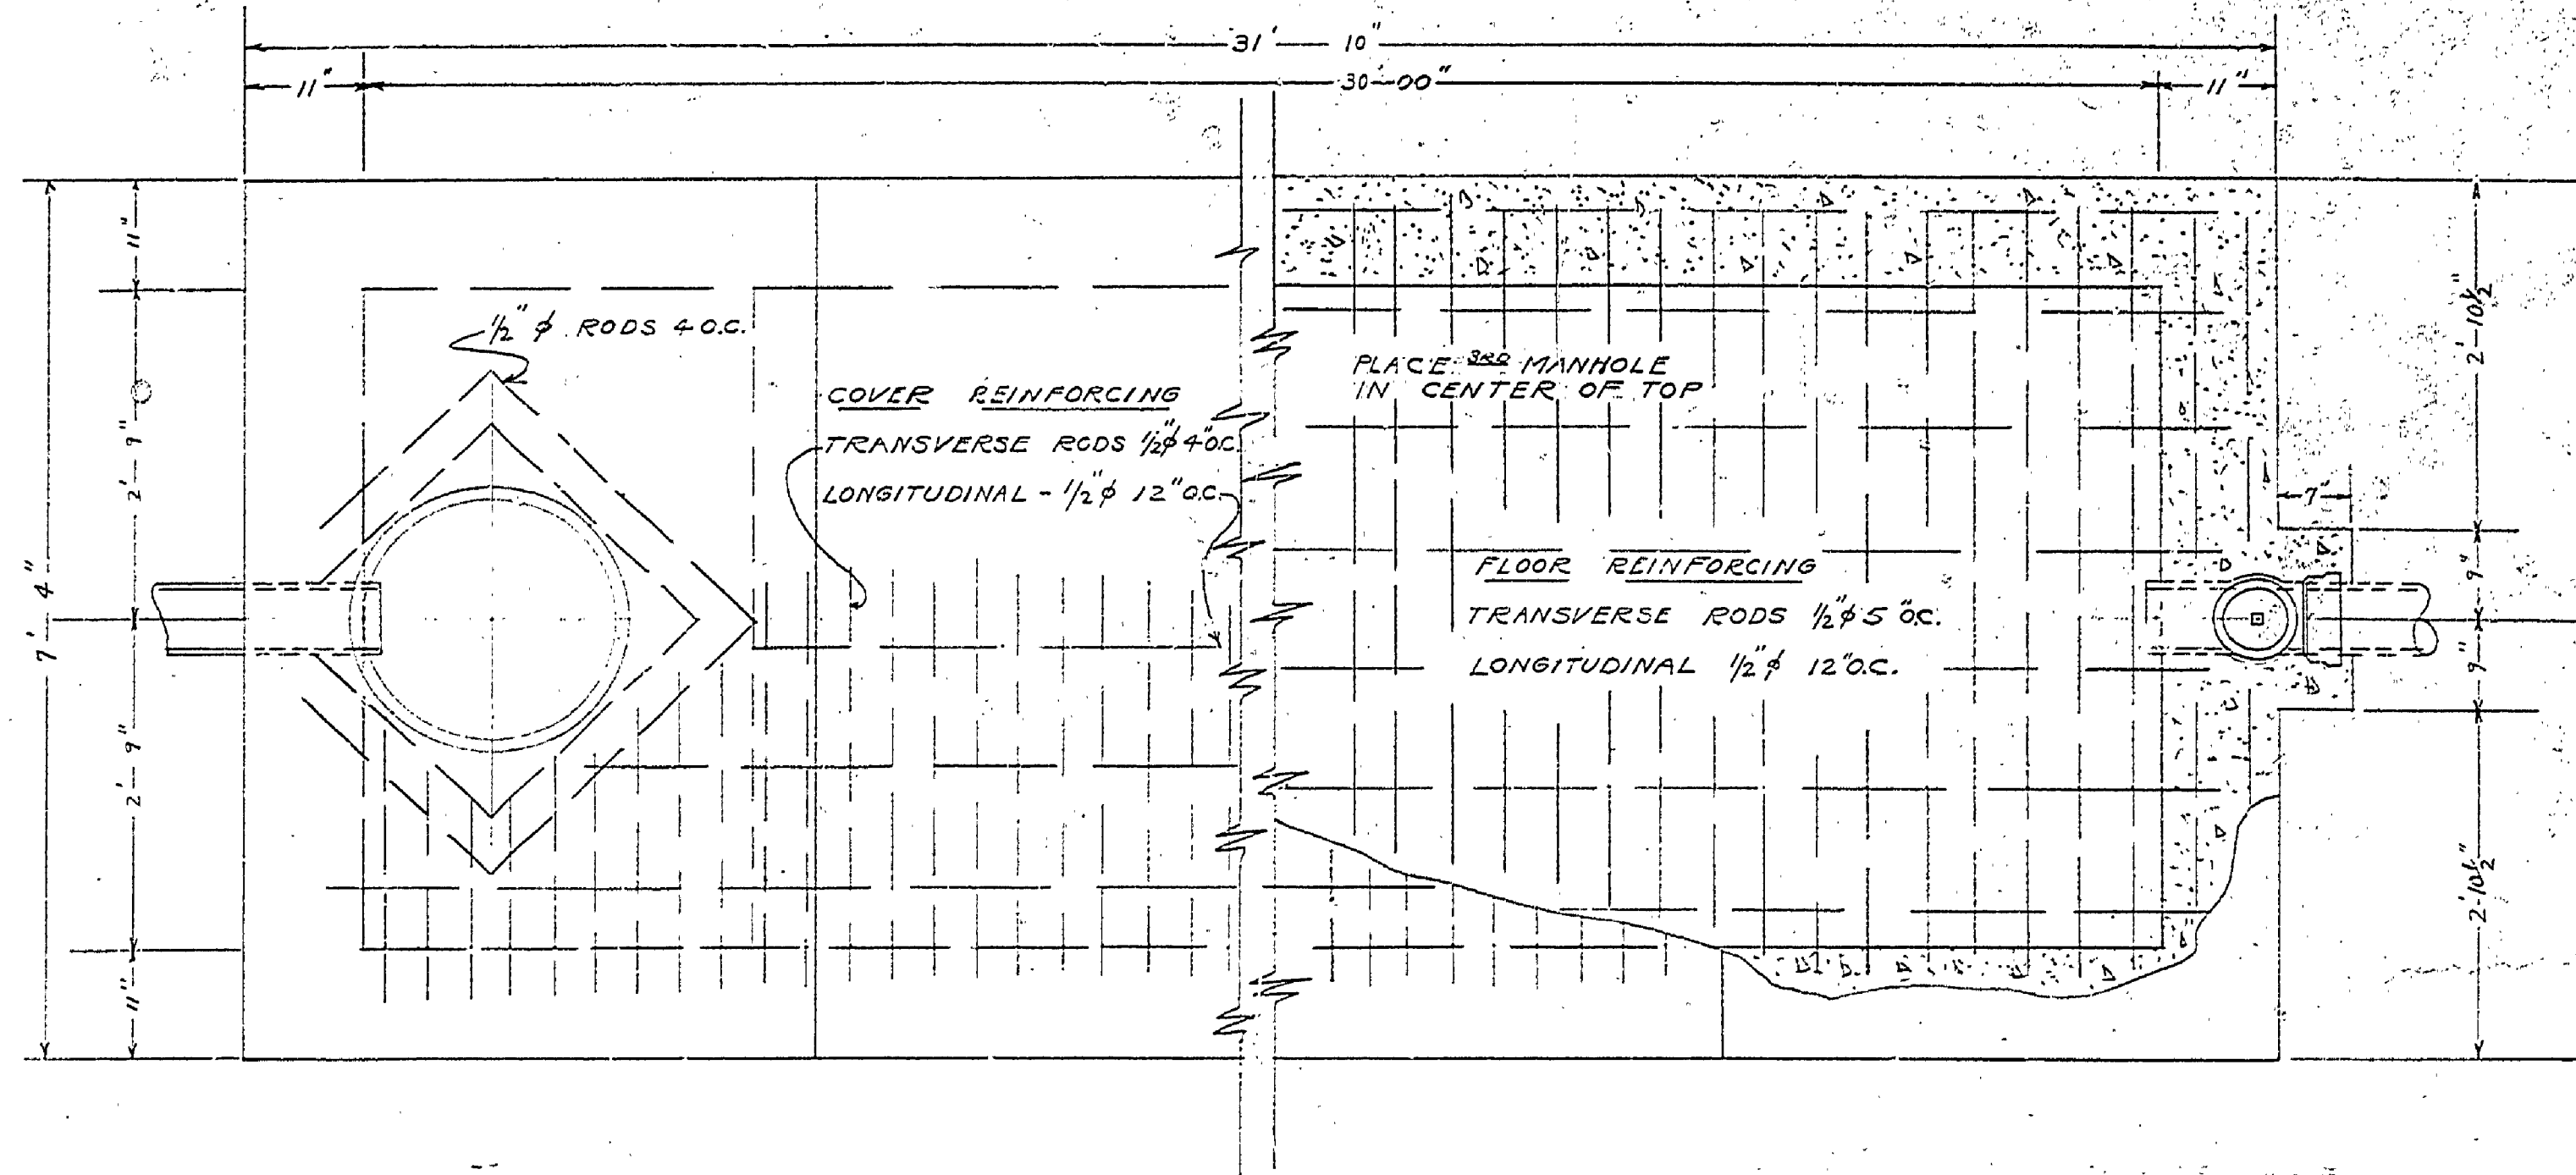 31' 10"
11"
30-00"
11"
11"
2'-9"
7' 4"
2'-9"
11"
1/2" ϕ RODS 4 O.C.
COVER REINFORCING
TRANSVERSE RODS 1/2"ϕ 4"O.C.
LONGITUDINAL - 1/2"ϕ 12"O.C.
PLACE 3RD MANHOLE
IN CENTER OF TOP
FLOOR REINFORCING
TRANSVERSE RODS 1/2"ϕ 5"O.C.
LONGITUDINAL 1/2"ϕ 12"O.C.
2'-10 1/2"
7"
9"
9"
2'-10 1/2"